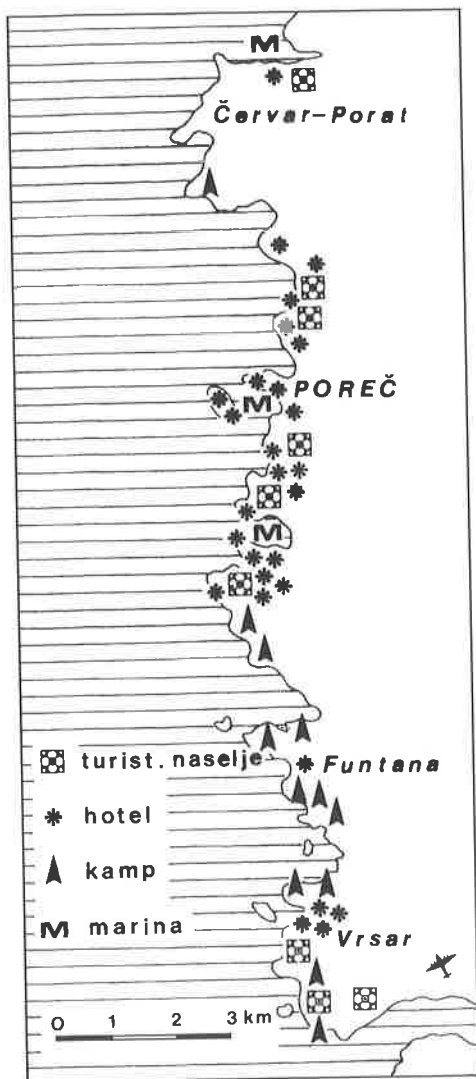 M
Červar–Porat
POREČ
M
M
turist. naselje
Funtana
hotel
kamp
M marina
Vrsar
0 1 2 3 km